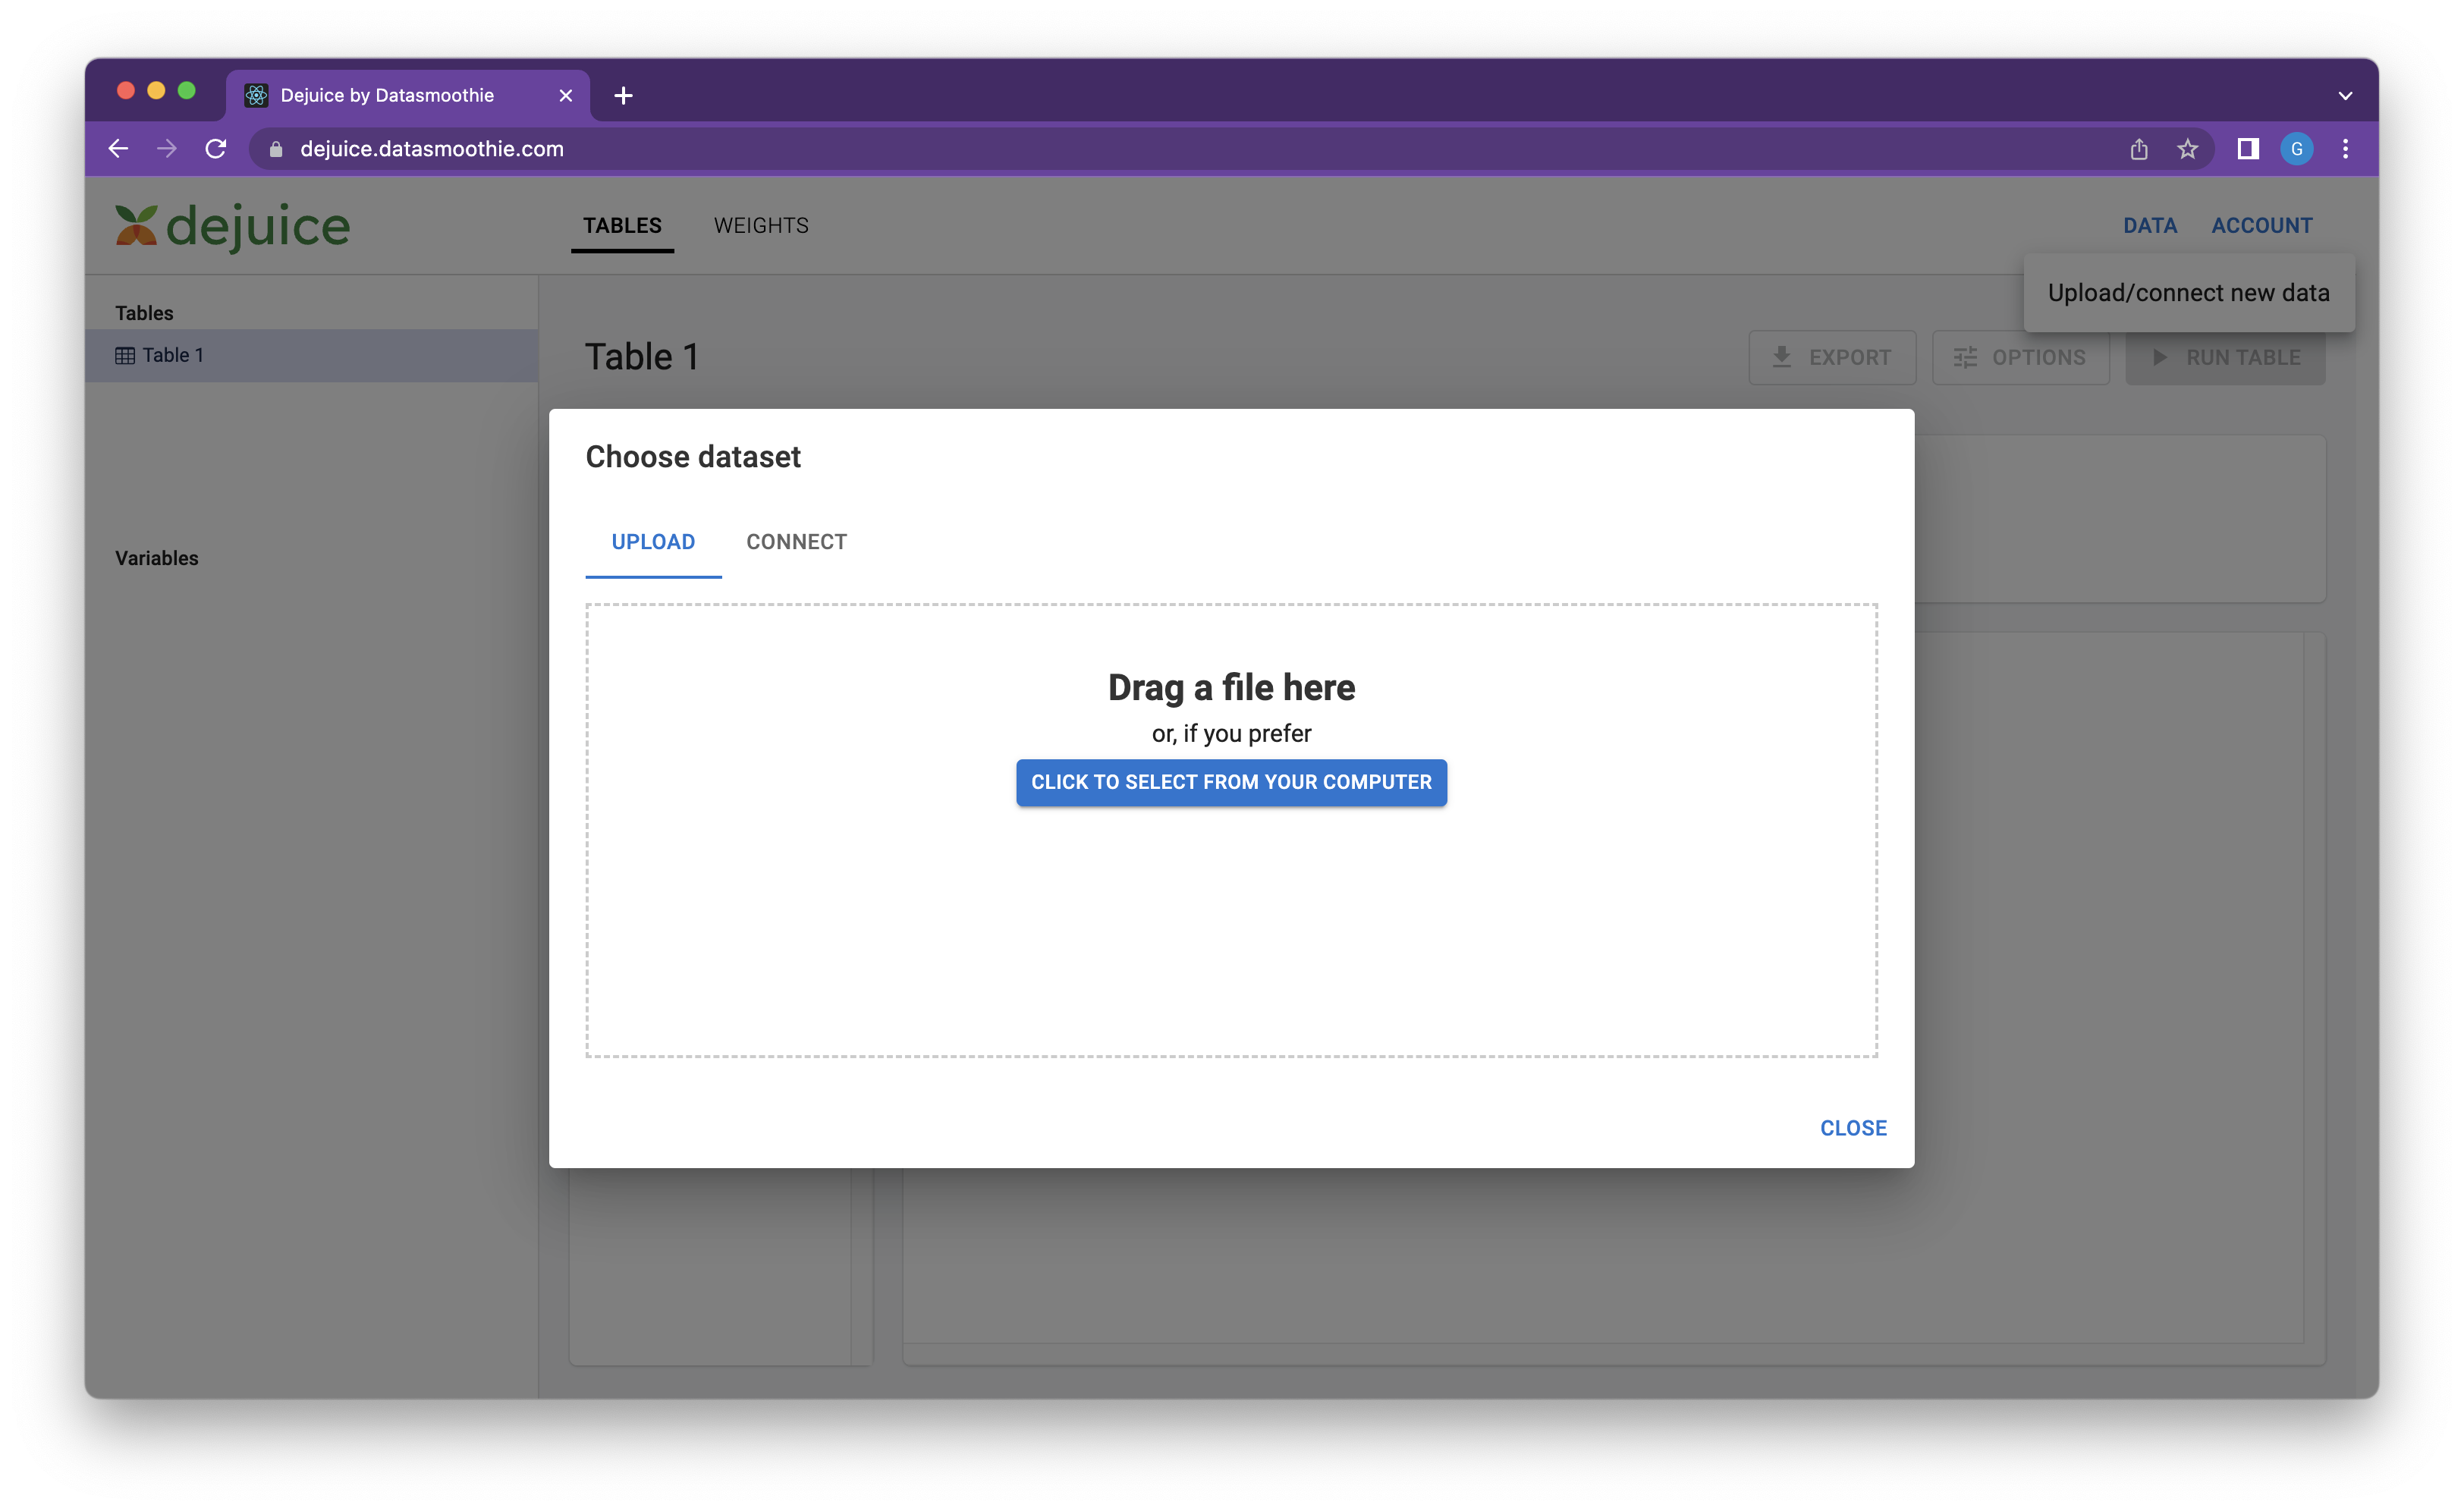 Dejuice by Datasmoothie
dejuice.datasmoothie.com
G
dejuice
TABLES
WEIGHTS
DATA
ACCOUNT
Upload/connect new data
Tables
Table 1
Table 1
EXPORT
OPTIONS
RUN TABLE
Variables
Choose dataset
UPLOAD
CONNECT
Drag a file here
or, if you prefer
CLICK TO SELECT FROM YOUR COMPUTER
CLOSE